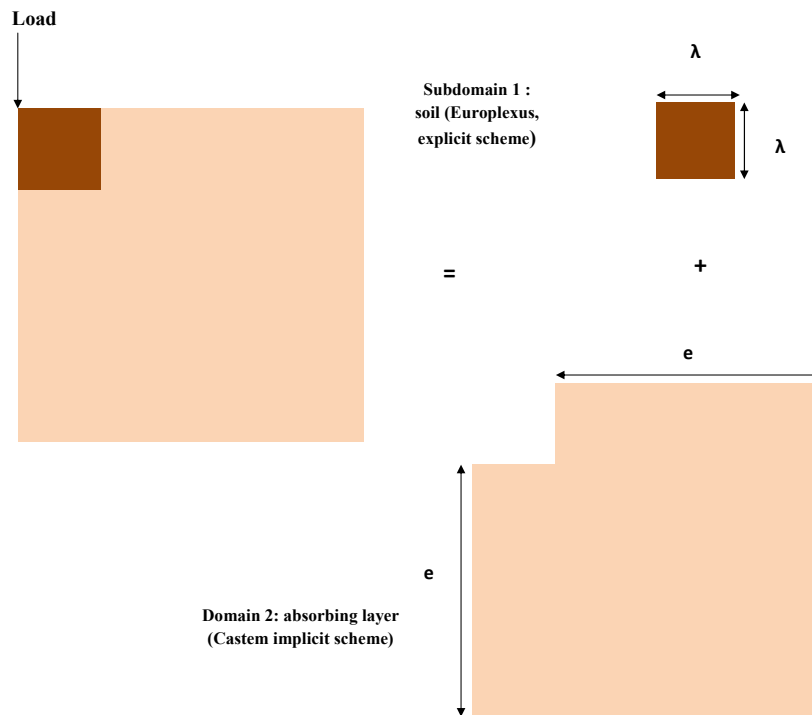 Load
λ
Subdomain 1 :
soil (Europlexus,
explicit scheme)
λ
=
+
e
e
Domain 2: absorbing layer
(Castem implicit scheme)